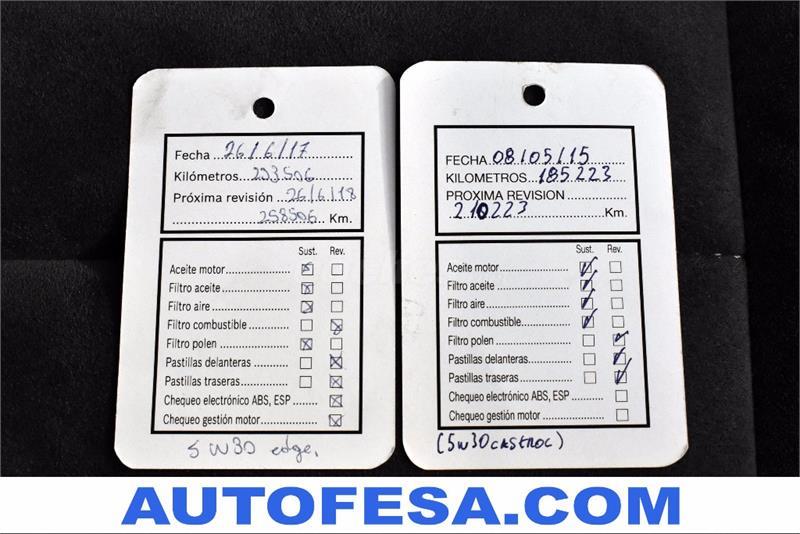 Fecha 26/6/17
Kilómetros 233506
Próxima revisión 26/6/18
258506 Km.
Sust. Rev.
Aceite motor
Filtro aceite
Filtro aire
Filtro combustible
Filtro polen
Pastillas delanteras
Pastillas traseras
Chequeo electrónico ABS, ESP
Chequeo gestión motor
5W30 edge.
FECHA 08/05/15
KILOMETROS 185.223
PROXIMA REVISION
210223 Km.
Sust. Rev.
Aceite motor
Filtro aceite
Filtro aire
Filtro combustible
Filtro polen
Pastillas delanteras
Pastillas traseras
Chequeo electrónico ABS, ESP
Chequeo gestión motor
(5W30 CASTROL)
AUTOFESA.COM